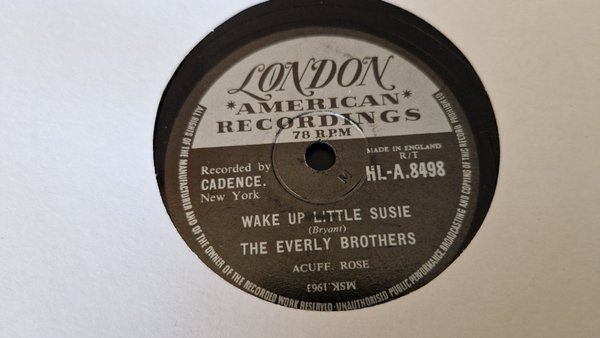 LONDON
*AMERICAN*
RECORDINGS
78 RPM
MADE IN ENGLAND
R/T
Recorded by
CADENCE,
New York
HL-A.8498
WAKE UP LITTLE SUSIE
(Bryant)
THE EVERLY BROTHERS
ACUFF. ROSE
MSK.1963
ALL RIGHTS OF THE MANUFACTURER AND OF THE OWNER OF THE RECORDED WORK RESERVED·UNAUTHORISED PUBLIC PERFORMANCE, BROADCASTING AND COPYING OF THIS RECORD PROHIBITED